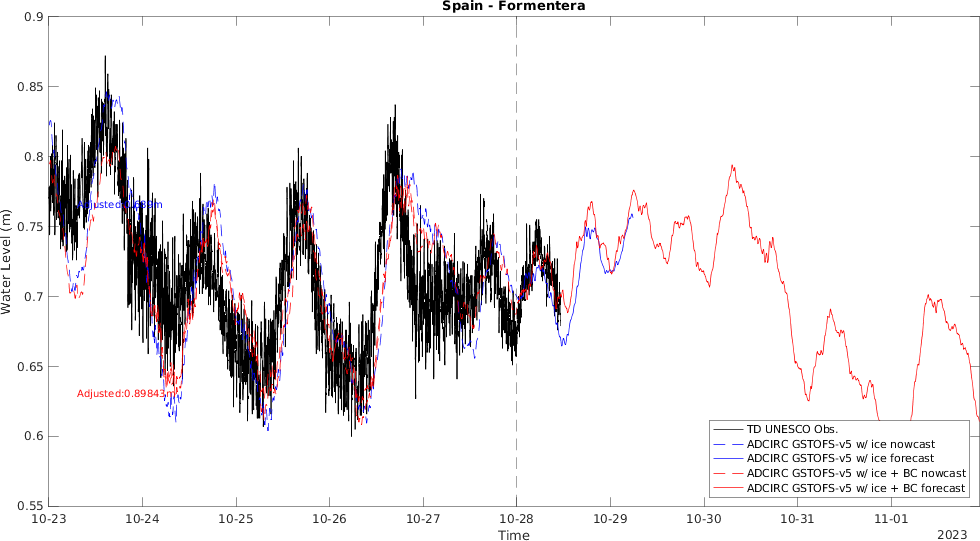 Spain - Formentera
0.9
0.85
0.8
0.75
0.7
0.65
0.6
0.55
Water Level (m)
Adjusted:
Adjusted:0.89843m
TD UNESCO Obs.
ADCIRC GSTOFS-v5 w/ ice nowcast
ADCIRC GSTOFS-v5 w/ ice forecast
ADCIRC GSTOFS-v5 w/ ice + BC nowcast
ADCIRC GSTOFS-v5 w/ ice + BC forecast
10-23 10-24 10-25 10-26 10-27 10-28 10-29 10-30 10-31 11-01
Time
2023